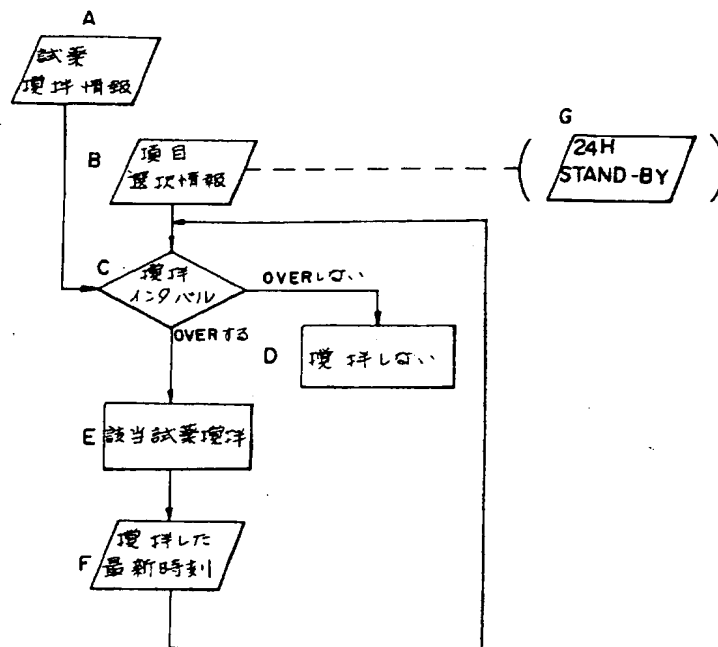 A
試薬
攪拌情報
G
B
項目
選択情報
24H
STAND-BY
C
攪拌
インタバル
OVERしない
OVERする
D
攪拌しない
E
該当試薬攪拌
F
攪拌した
最新時刻